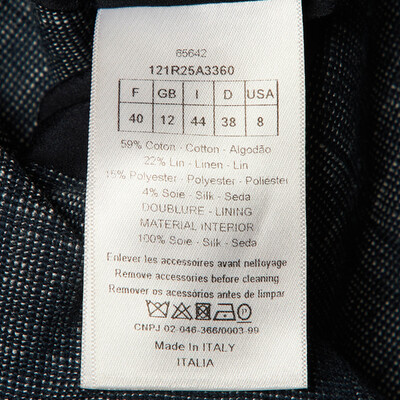 65642
121R25A3360
F GB I D USA
40 12 44 38 8
59% Coton - Cotton - Algodão
22% Lin - Linen - Lin
15% Polyester - Polyester - Poliester
4% Soie - Silk - Seda
DOUBLURE - LINING
MATERIAL INTERIOR
100% Soie - Silk - Seda
Enlever les accessoires avant nettoyage
Remove accessories before cleaning
Remover os acessórios antes de limpar
CNPJ 02-046-366/0003-99
Made In ITALY
ITALIA